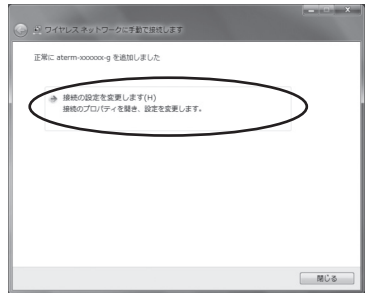 ワイヤレス ネットワークに手動で接続します
正常に aterm-xxxxxx-g を追加しました
接続の設定を変更します(H)
接続のプロパティを開き、設定を変更します。
閉じる